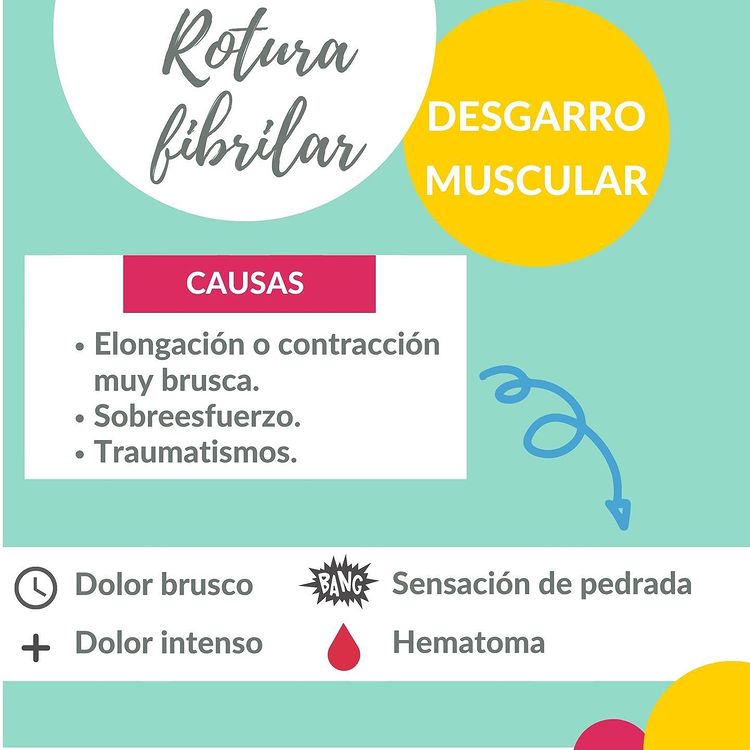 Rotura
fibrilar
DESGARRO
MUSCULAR
CAUSAS
• Elongación o contracción
muy brusca.
• Sobreesfuerzo.
• Traumatismos.
Dolor brusco
BANG
Sensación de pedrada
+ Dolor intenso
Hematoma